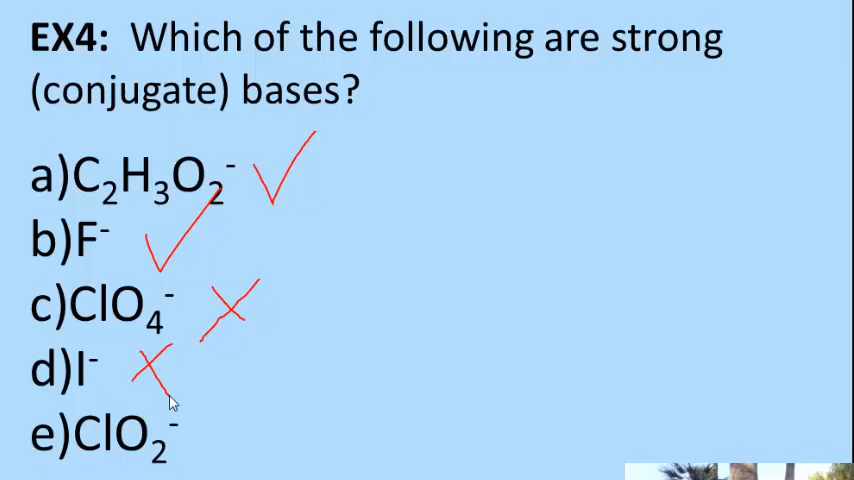 EX4: Which of the following are strong
(conjugate) bases?
a)C₂H₃O₂⁻ ✓
b)F⁻ ✓
c)ClO₄⁻ ✗
d)I⁻ ✗
e)ClO₂⁻